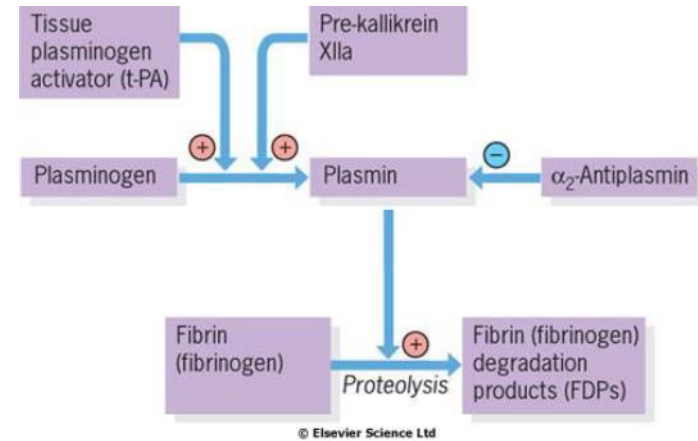 Tissue
plasminogen
activator (t-PA)
Pre-kallikrein
XIIa
+
+
−
Plasminogen
Plasmin
α₂-Antiplasmin
Fibrin
(fibrinogen)
+
Proteolysis
Fibrin (fibrinogen)
degradation
products (FDPs)
© Elsevier Science Ltd